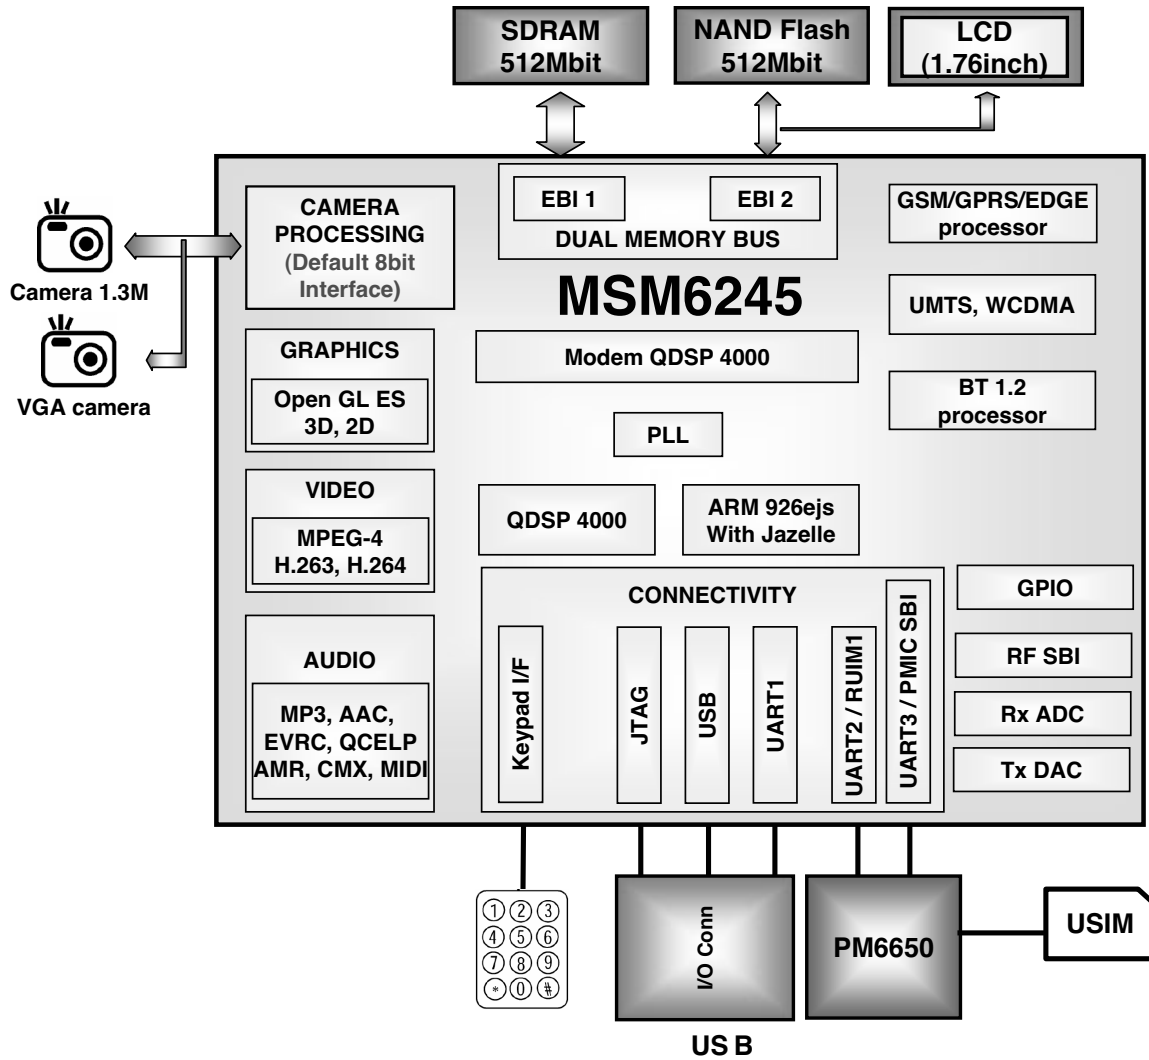 SDRAM
512Mbit
NAND Flash
512Mbit
LCD
(1.76inch)
EBI 1
EBI 2
DUAL MEMORY BUS
CAMERA
PROCESSING
(Default 8bit
Interface)
GSM/GPRS/EDGE
processor
Camera 1.3M
VGA camera
MSM6245
UMTS, WCDMA
GRAPHICS
Open GL ES
3D, 2D
Modem QDSP 4000
BT 1.2
processor
PLL
VIDEO
MPEG-4
H.263, H.264
QDSP 4000
ARM 926ejs
With Jazelle
AUDIO
MP3, AAC,
EVRC, QCELP
AMR, CMX, MIDI
CONNECTIVITY
Keypad I/F
JTAG
USB
UART1
UART2 / RUIM1
UART3 / PMIC SBI
GPIO
RF SBI
Rx ADC
Tx DAC
1 2 3
4 5 6
7 8 9
* 0 #
I/O Conn
PM6650
USIM
US B